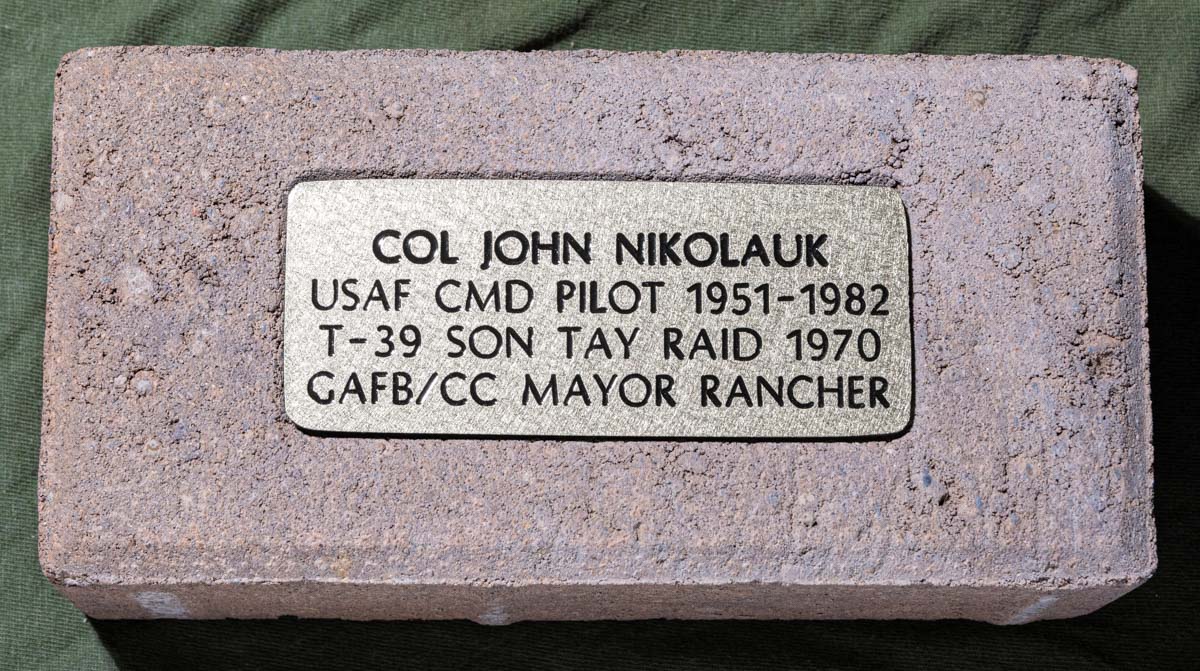 COL JOHN NIKOLAUK
USAF CMD PILOT 1951-1982
T-39 SON TAY RAID 1970
GAFB/CC MAYOR RANCHER